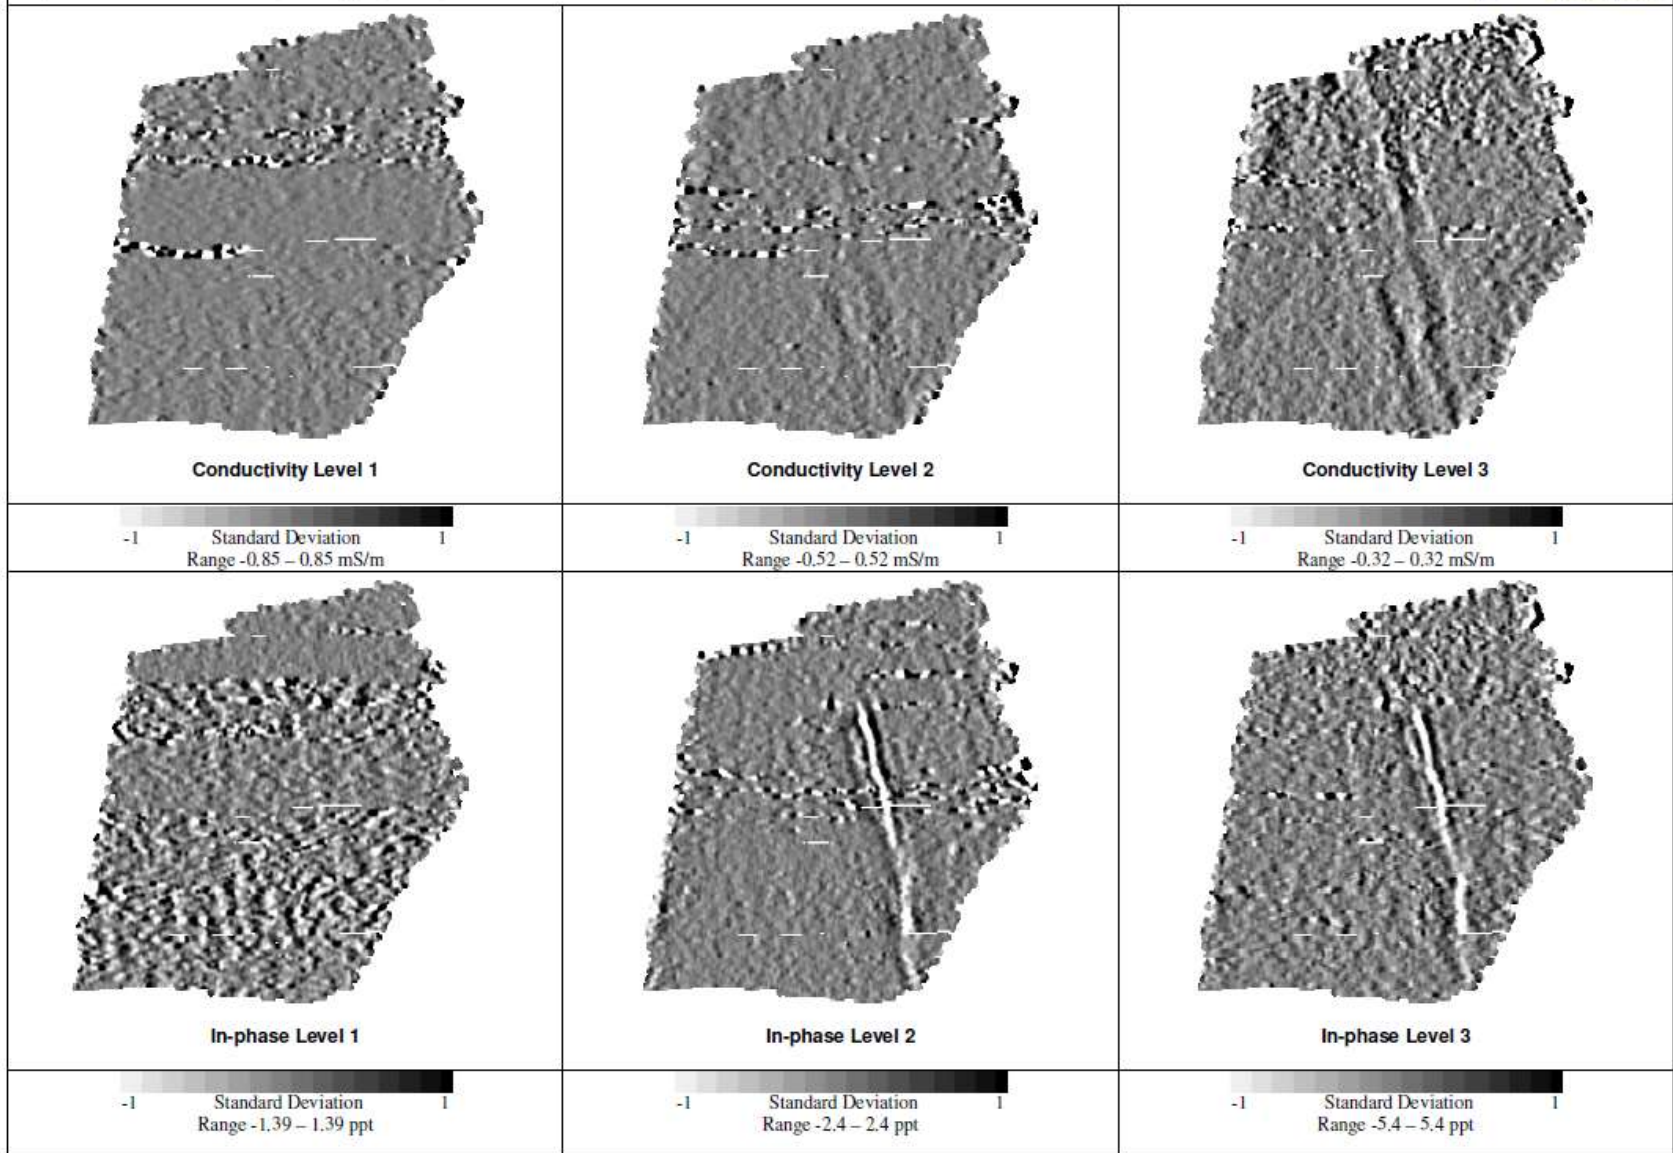 Conductivity Level 1
Conductivity Level 2
Conductivity Level 3
-1 Standard Deviation 1
Range -0.85 – 0.85 mS/m
-1 Standard Deviation 1
Range -0.52 – 0.52 mS/m
-1 Standard Deviation 1
Range -0.32 – 0.32 mS/m
In-phase Level 1
In-phase Level 2
In-phase Level 3
-1 Standard Deviation 1
Range -1.39 – 1.39 ppt
-1 Standard Deviation 1
Range -2.4 – 2.4 ppt
-1 Standard Deviation 1
Range -5.4 – 5.4 ppt